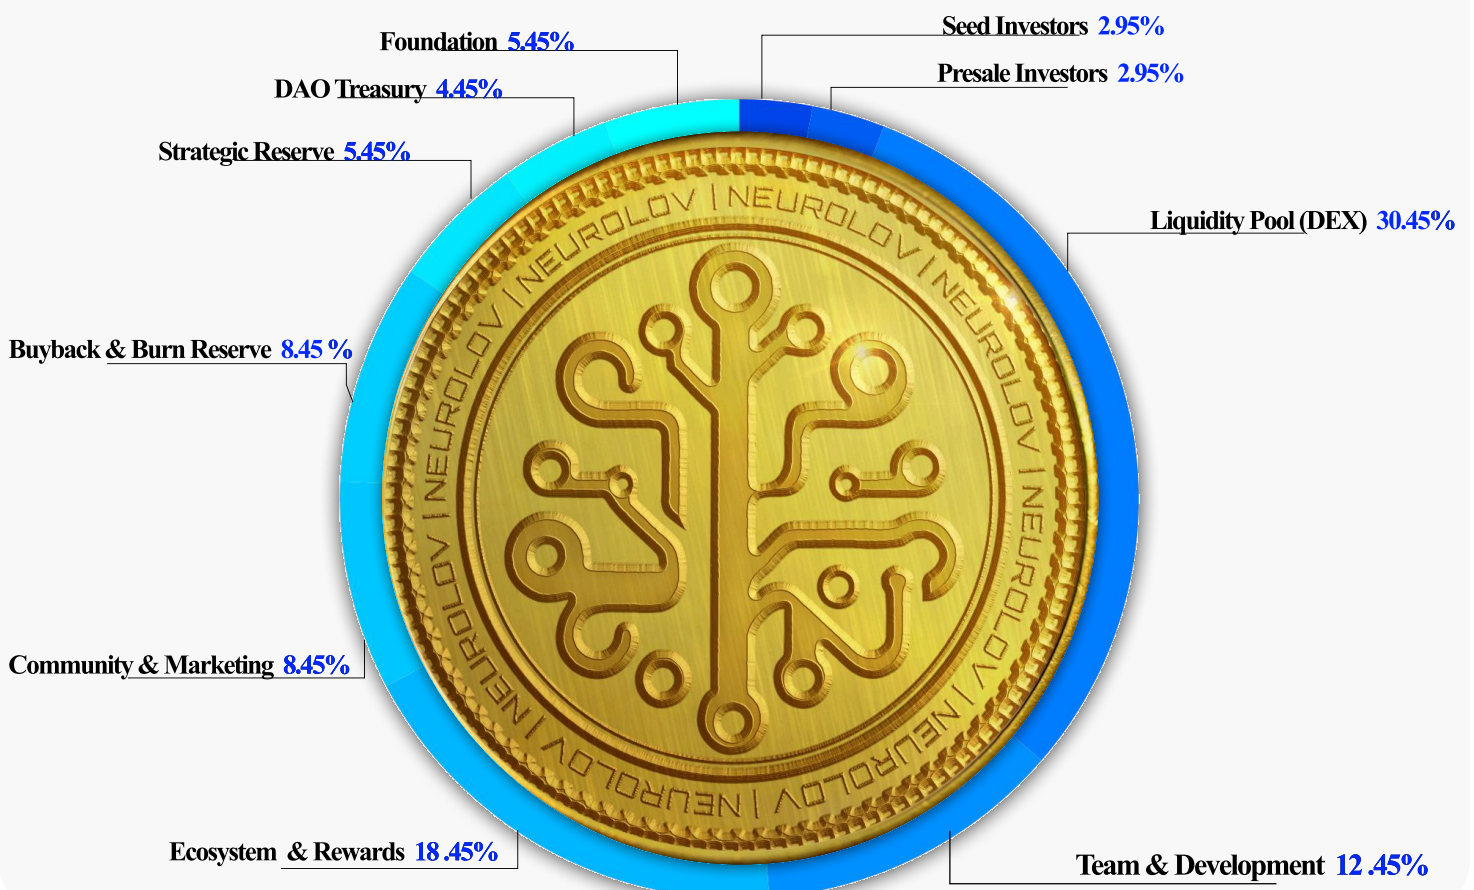 Seed Investors 2.95%
Foundation 5.45%
Presale Investors 2.95%
DAO Treasury 4.45%
Strategic Reserve 5.45%
Liquidity Pool (DEX) 30.45%
Buyback & Burn Reserve 8.45 %
Community & Marketing 8.45%
Ecosystem & Rewards 18.45%
Team & Development 12.45%
NEUROLOV | NEUROLOV | NEUROLOV | NEUROLOV | NEUROLOV | NEUROLOV | NEUROLOV | NEUROLOV | NEUROLOV | NEUROLOV |